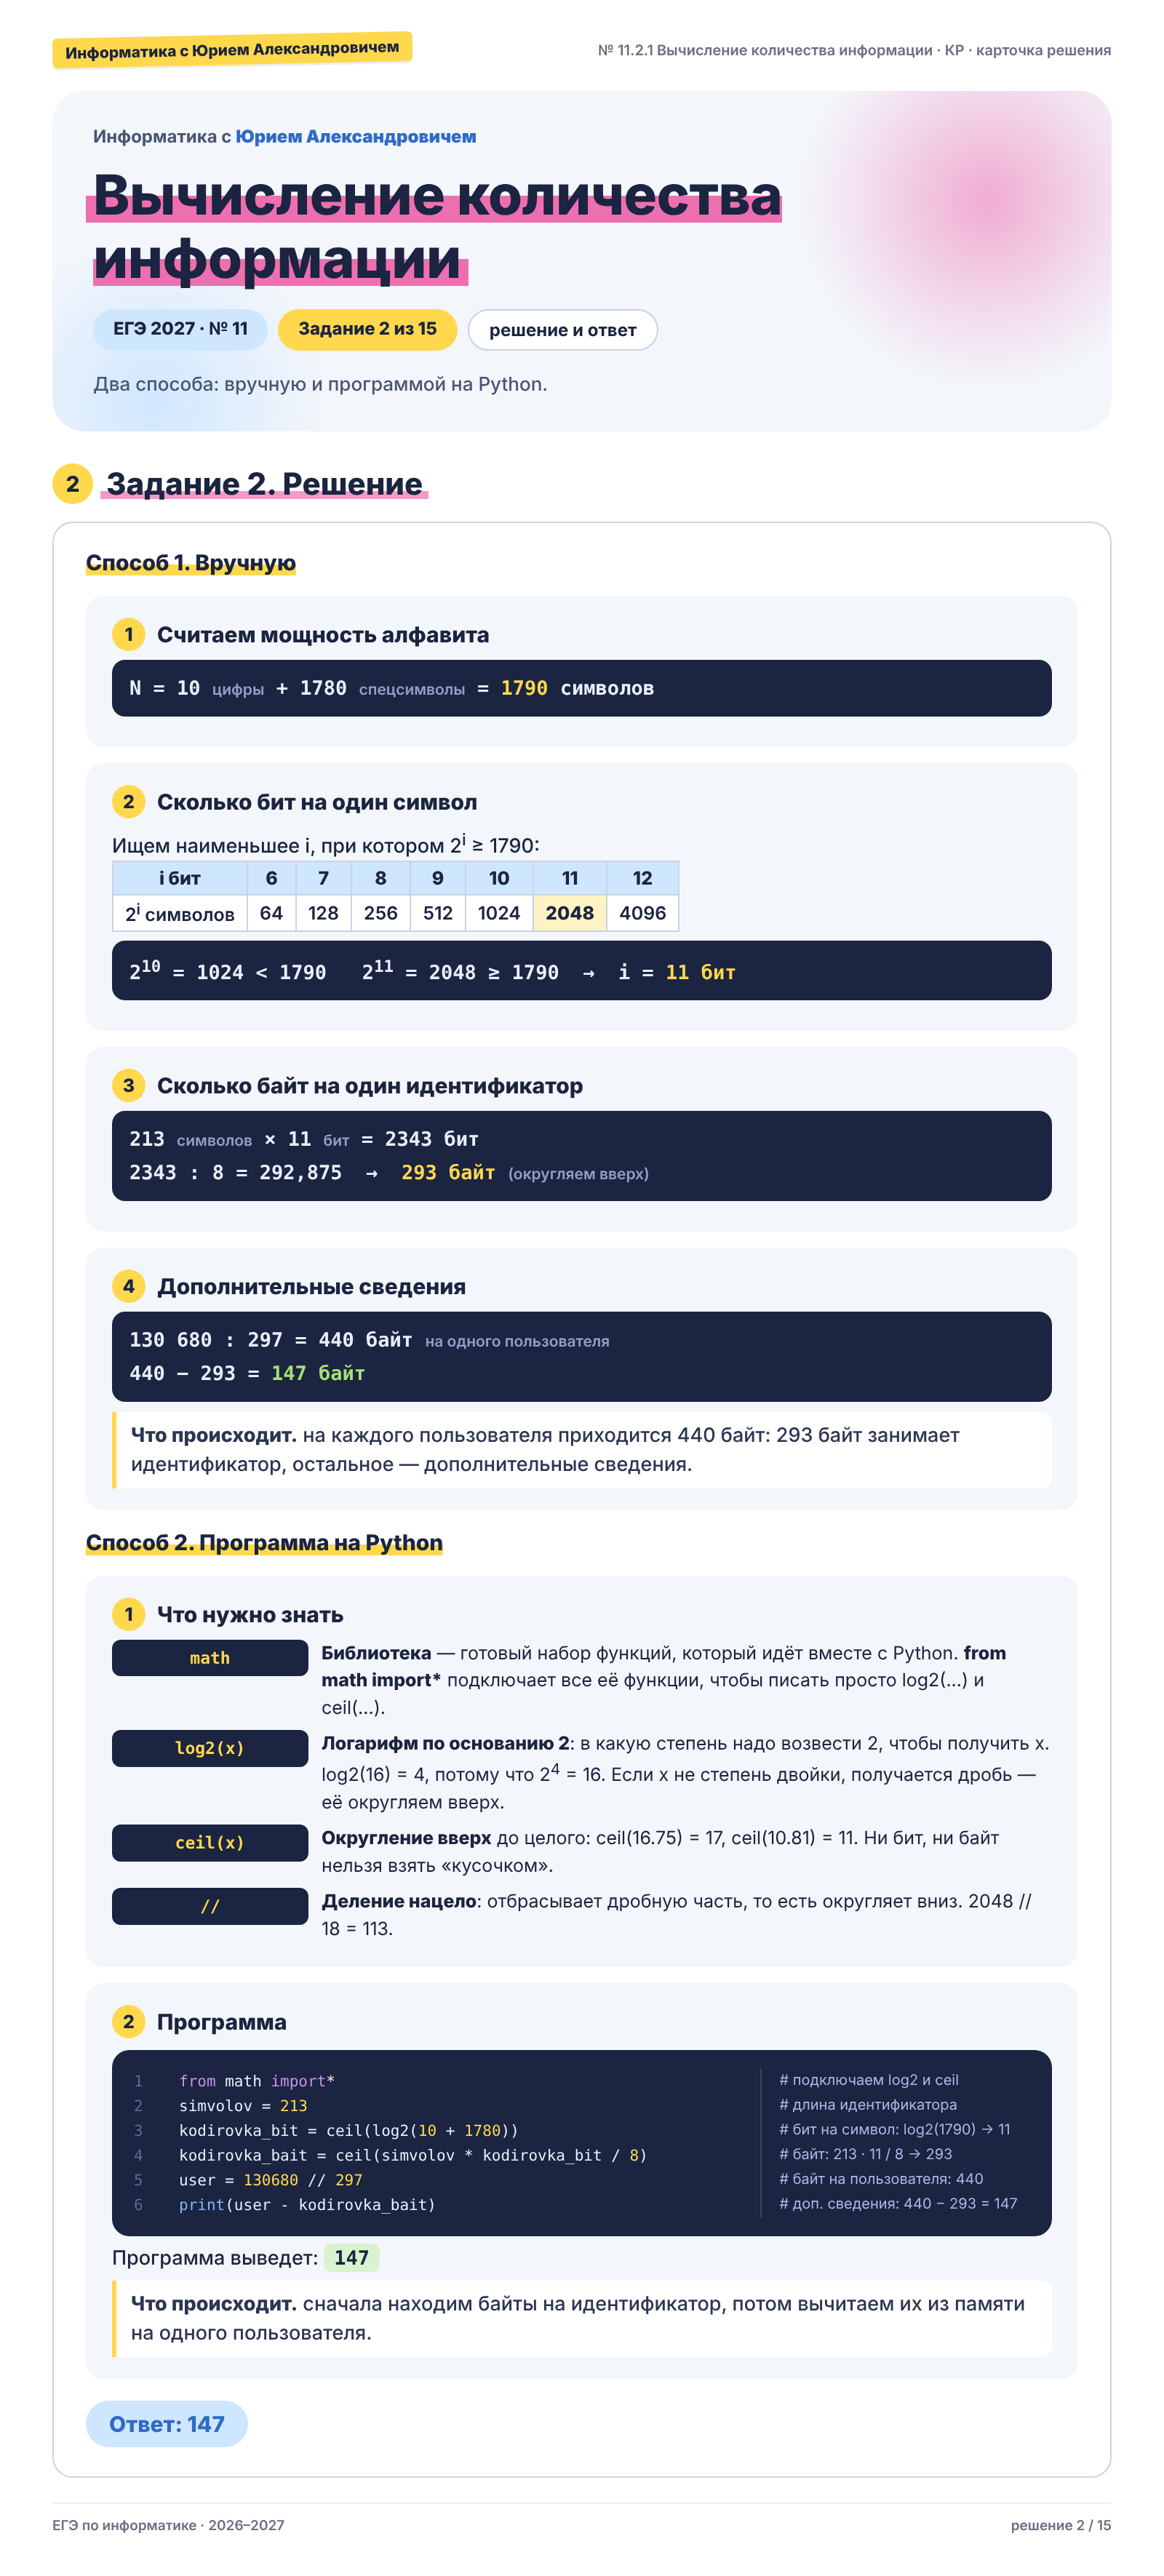 Информатика с Юрием Александровичем
№ 11.2.1 Вычисление количества информации · КР · карточка решения
Информатика с Юрием Александровичем
Вычисление количества
информации
ЕГЭ 2027 · № 11
Задание 2 из 15
решение и ответ
Два способа: вручную и программой на Python.
2 Задание 2. Решение
Способ 1. Вручную
1 Считаем мощность алфавита
N = 10 цифры + 1780 спецсимволы = 1790 символов
2 Сколько бит на один символ
Ищем наименьшее i, при котором 2^i ≥ 1790:
i бит 6 7 8 9 10 11 12
2^i символов 64 128 256 512 1024 2048 4096
2^10 = 1024 < 1790 2^11 = 2048 ≥ 1790 → i = 11 бит
3 Сколько байт на один идентификатор
213 символов × 11 бит = 2343 бит
2343 : 8 = 292,875 → 293 байт (округляем вверх)
4 Дополнительные сведения
130 680 : 297 = 440 байт на одного пользователя
440 − 293 = 147 байт
Что происходит. на каждого пользователя приходится 440 байт: 293 байт занимает
идентификатор, остальное — дополнительные сведения.
Способ 2. Программа на Python
1 Что нужно знать
math
Библиотека — готовый набор функций, который идёт вместе с Python. from
math import* подключает все её функции, чтобы писать просто log2(…) и
ceil(…).
log2(x)
Логарифм по основанию 2: в какую степень надо возвести 2, чтобы получить x.
log2(16) = 4, потому что 2^4 = 16. Если x не степень двойки, получается дробь —
её округляем вверх.
ceil(x)
Округление вверх до целого: ceil(16.75) = 17, ceil(10.81) = 11. Ни бит, ни байт
нельзя взять «кусочком».
//
Деление нацело: отбрасывает дробную часть, то есть округляет вниз. 2048 //
18 = 113.
2 Программа
1 from math import* # подключаем log2 и ceil
2 simvolov = 213 # длина идентификатора
3 kodirovka_bit = ceil(log2(10 + 1780)) # бит на символ: log2(1790) → 11
4 kodirovka_bait = ceil(simvolov * kodirovka_bit / 8) # байт: 213 · 11 / 8 → 293
5 user = 130680 // 297 # байт на пользователя: 440
6 print(user - kodirovka_bait) # доп. сведения: 440 − 293 = 147
Программа выведет: 147
Что происходит. сначала находим байты на идентификатор, потом вычитаем их из памяти
на одного пользователя.
Ответ: 147
ЕГЭ по информатике · 2026–2027
решение 2 / 15